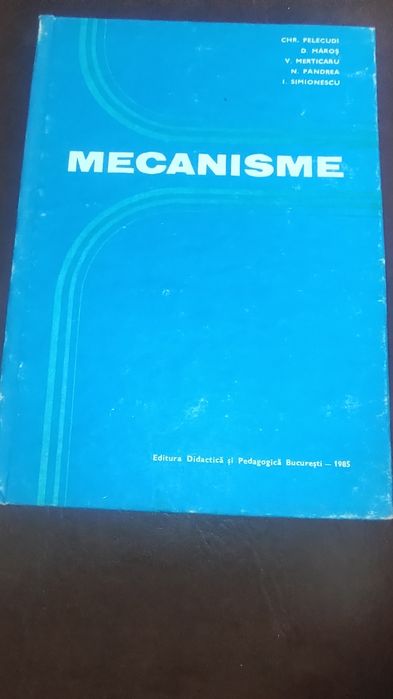 CHR. PELECUDI
D. MAROȘ
V. MERTICARU
N. PANDREA
I. SIMIONESCU
MECANISME
Editura Didactică și Pedagogică București — 1985